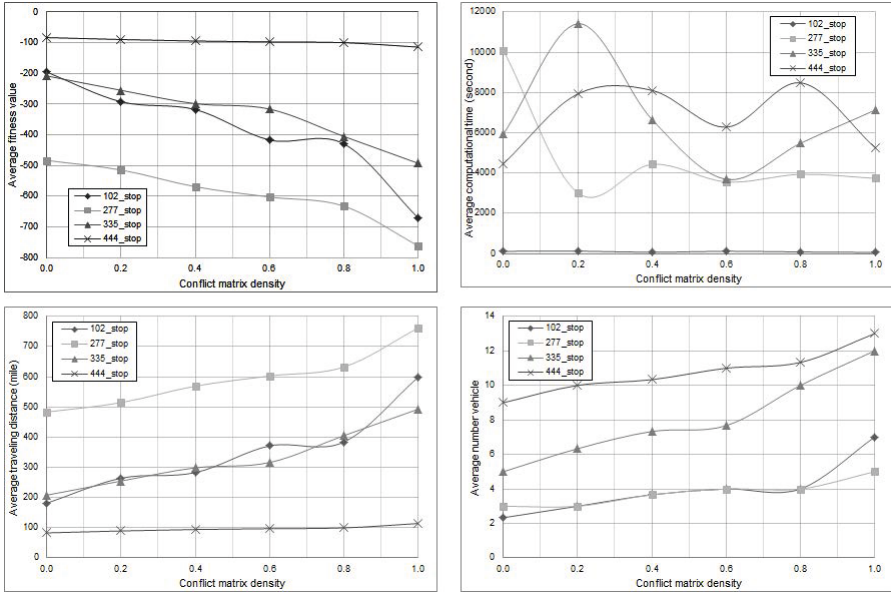 0
-100
-200
-300
-400
-500
-600
-700
-800
Average fitness value
102_stop
277_stop
335_stop
444_stop
0.0 0.2 0.4 0.6 0.8 1.0
Conflict matrix density
12000
10000
8000
6000
4000
2000
0
Average computational time (second)
102_stop
277_stop
335_stop
444_stop
0.0 0.2 0.4 0.6 0.8 1.0
Conflict matrix density
800
700
600
500
400
300
200
100
0
Average traveling distance (mile)
102_stop
277_stop
335_stop
444_stop
0.0 0.2 0.4 0.6 0.8 1.0
Conflict matrix density
14
12
10
8
6
4
2
0
Average number vehicle
102_stop
277_stop
335_stop
444_stop
0.0 0.2 0.4 0.6 0.8 1.0
Conflict matrix density